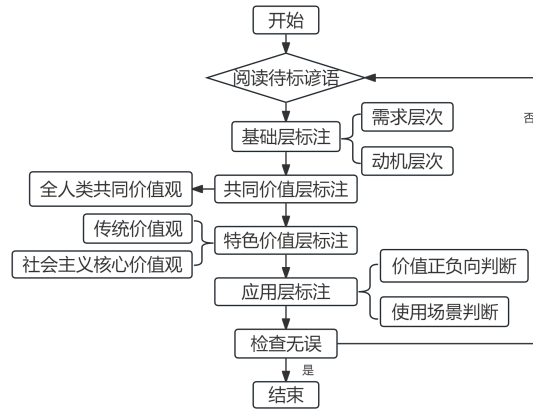 开始
阅读待标谚语
需求层次
否
基础层标注
动机层次
全人类共同价值观
共同价值层标注
传统价值观
特色价值层标注
社会主义核心价值观
价值正负向判断
应用层标注
使用场景判断
检查无误
是
结束